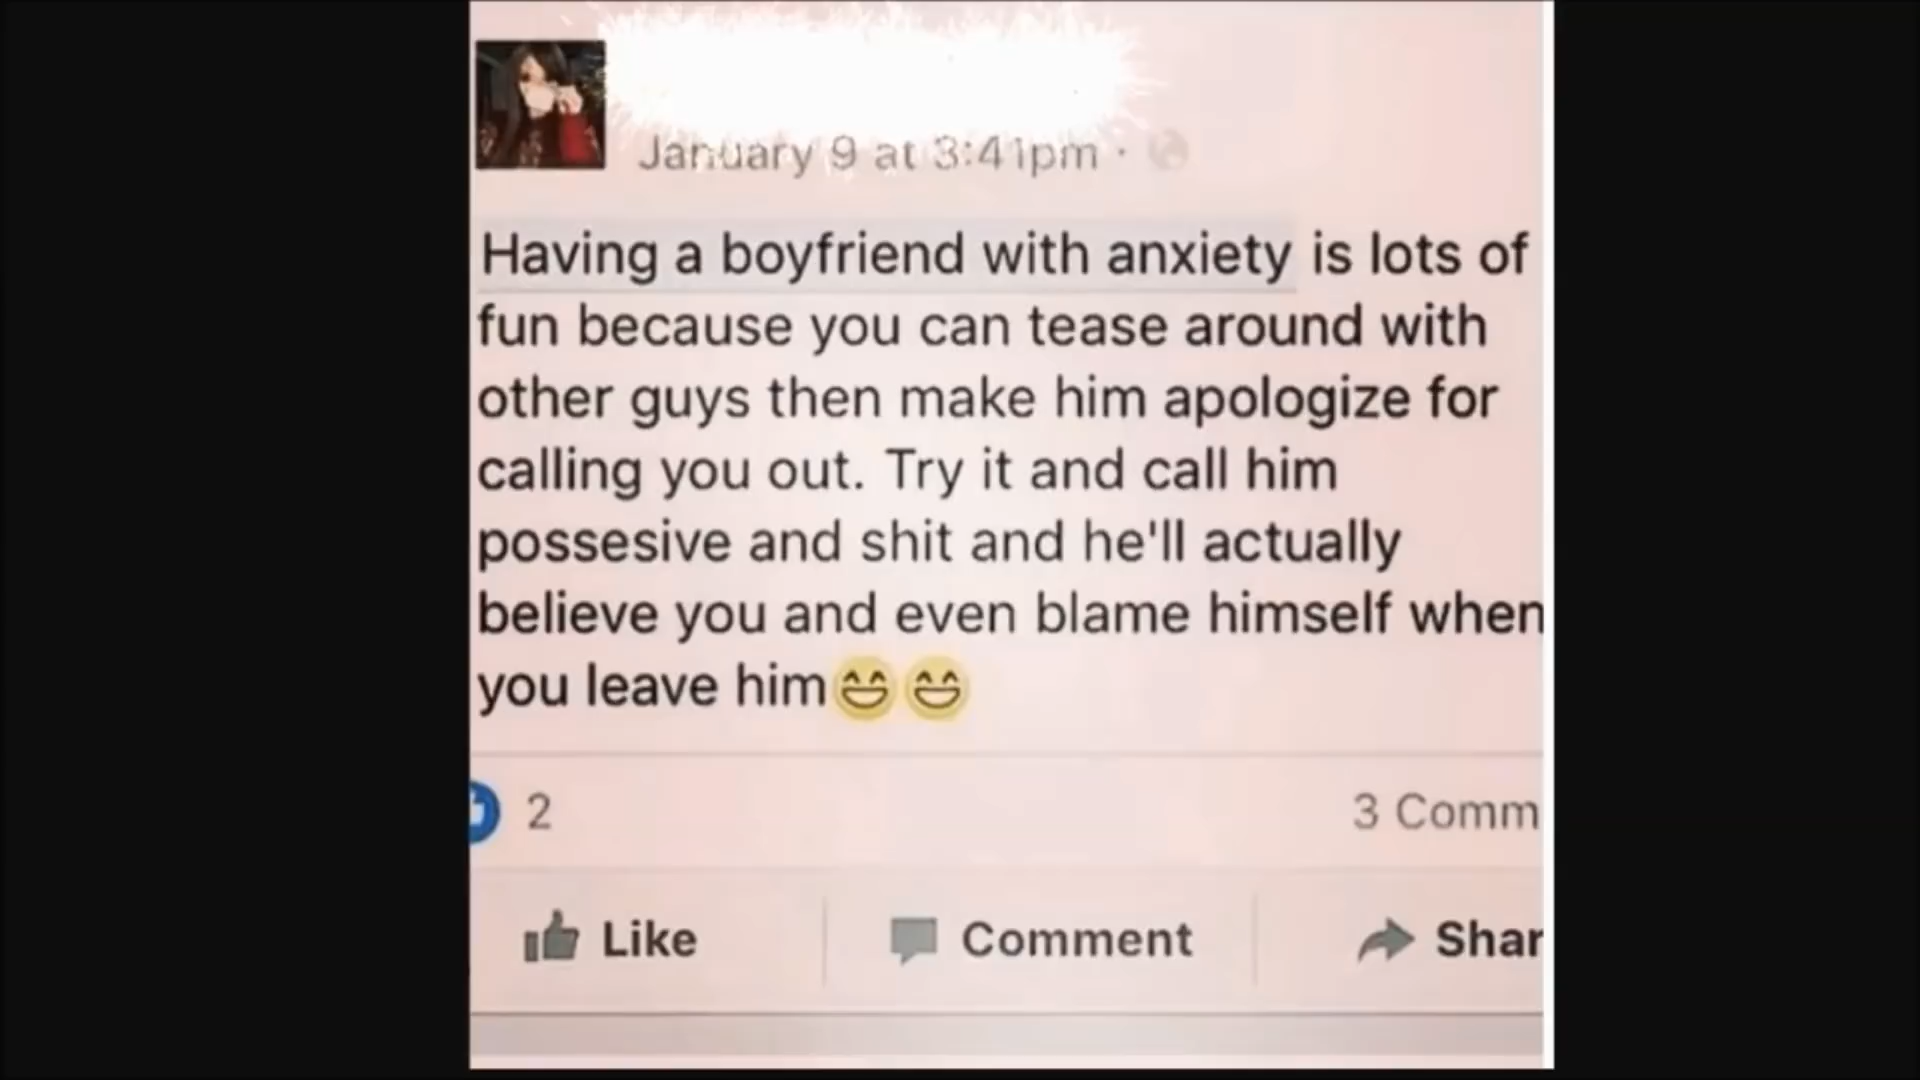 January 9 at 3:41pm ·
Having a boyfriend with anxiety is lots of
fun because you can tease around with
other guys then make him apologize for
calling you out. Try it and call him
possesive and shit and he'll actually
believe you and even blame himself when
you leave him😄😄
2
3 Comm
Like
Comment
Shar